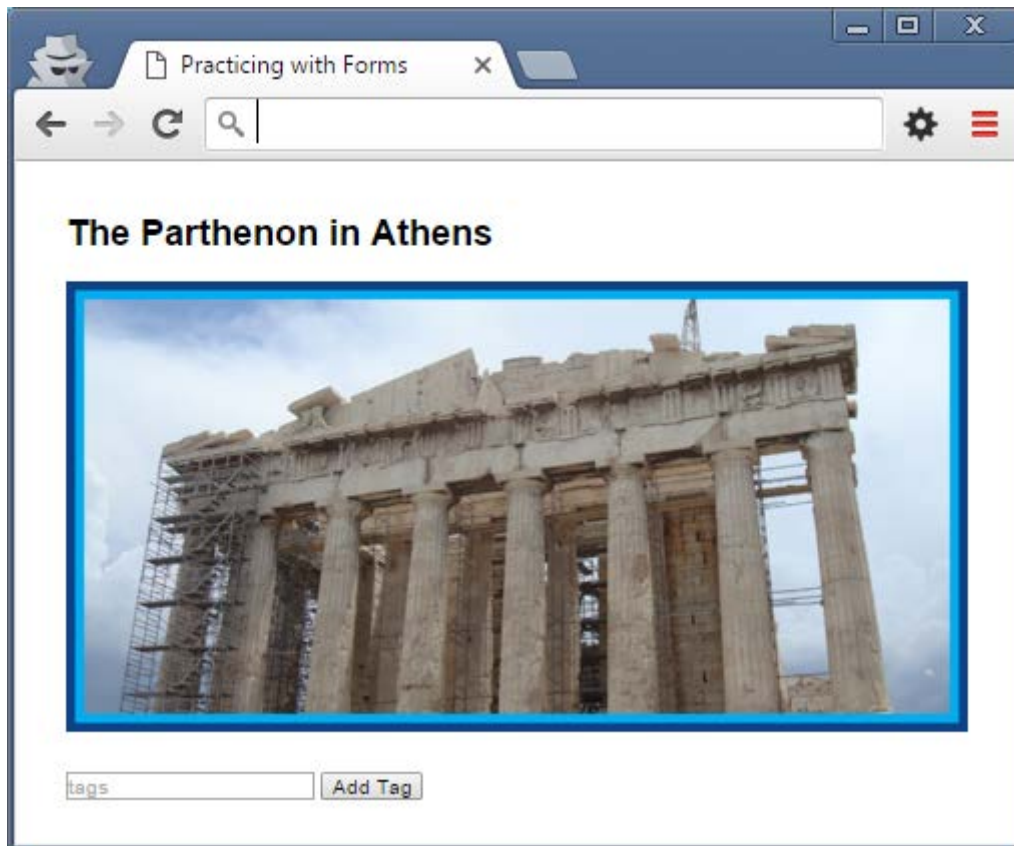 Practicing with Forms
The Parthenon in Athens
tags
Add Tag